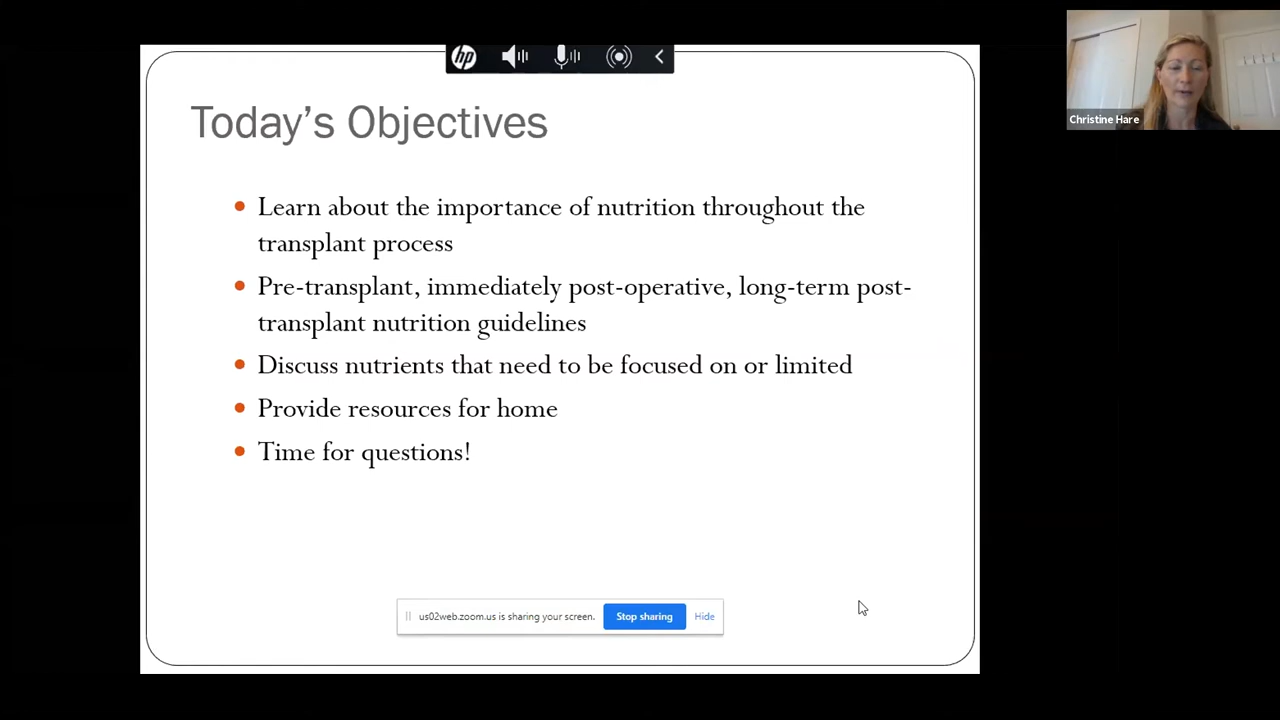 hp
Christine Hare
Today's Objectives
Learn about the importance of nutrition throughout the
transplant process
Pre-transplant, immediately post-operative, long-term post-
transplant nutrition guidelines
Discuss nutrients that need to be focused on or limited
Provide resources for home
Time for questions!
us02web.zoom.us is sharing your screen. Stop sharing Hide